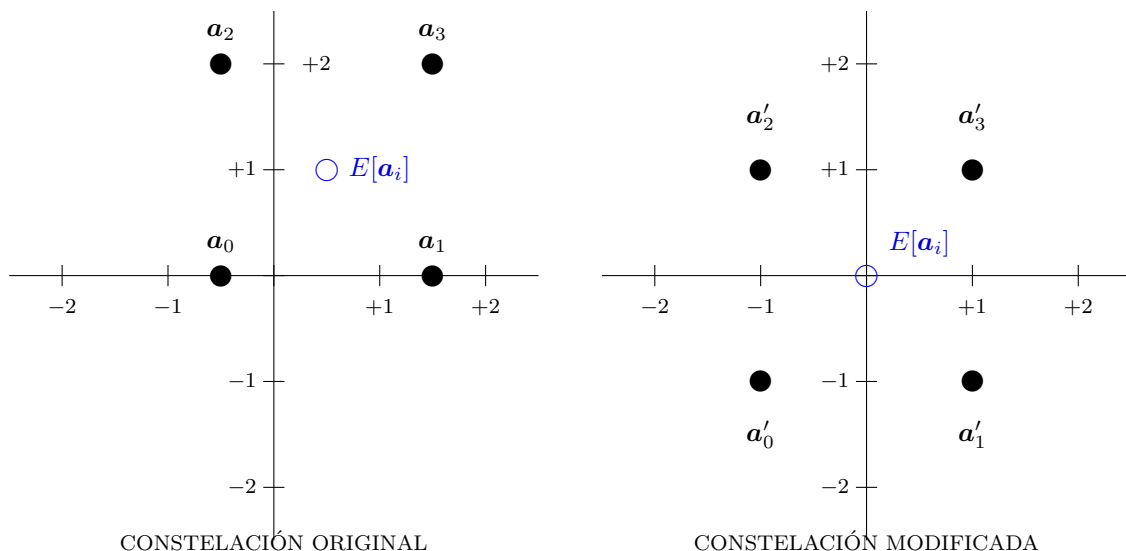 a₂ a₃
+2
+1 E[aᵢ]
a₀ a₁
−2 −1 +1 +2
−1
−2
CONSTELACIÓN ORIGINAL
+2
a′₂ a′₃
+1
E[aᵢ]
−2 −1 +1 +2
−1
a′₀ a′₁
−2
CONSTELACIÓN MODIFICADA